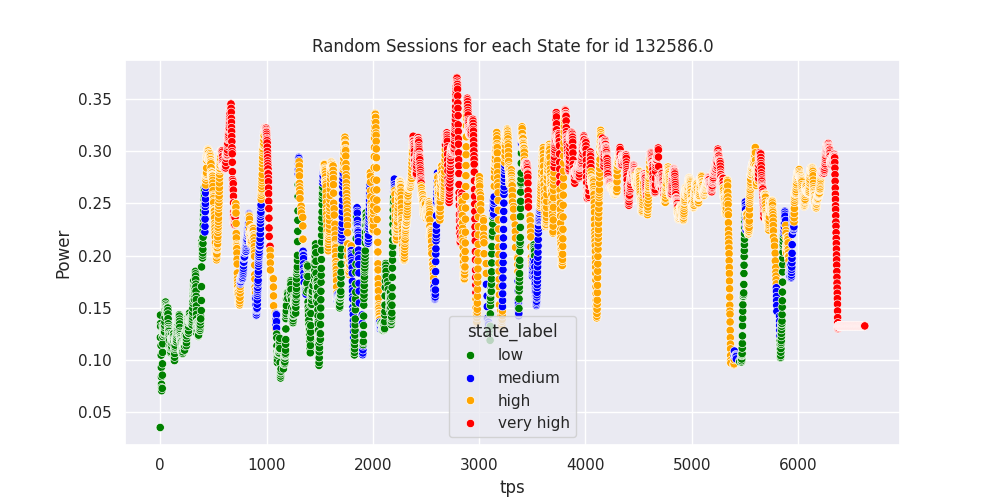 Random Sessions for each State for id 132586.0
Power
0.35
0.30
0.25
0.20
0.15
0.10
0.05
state_label
low
medium
high
very high
0 1000 2000 3000 4000 5000 6000
tps